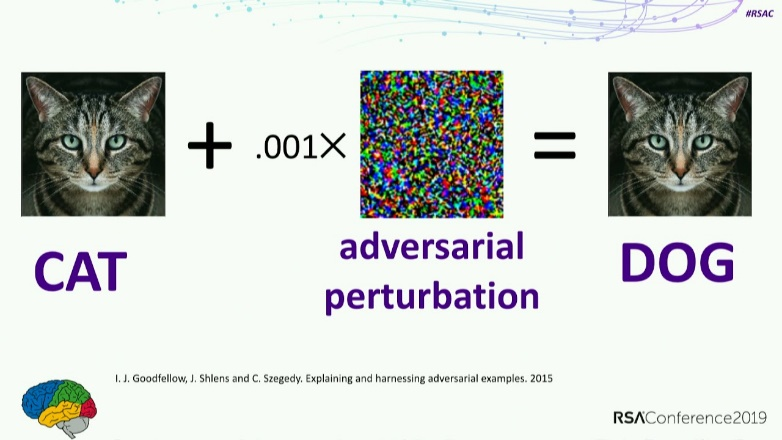 #RSAC
+ .001× =
CAT
adversarial
perturbation
DOG
I. J. Goodfellow, J. Shlens and C. Szegedy. Explaining and harnessing adversarial examples. 2015
RSAConference2019